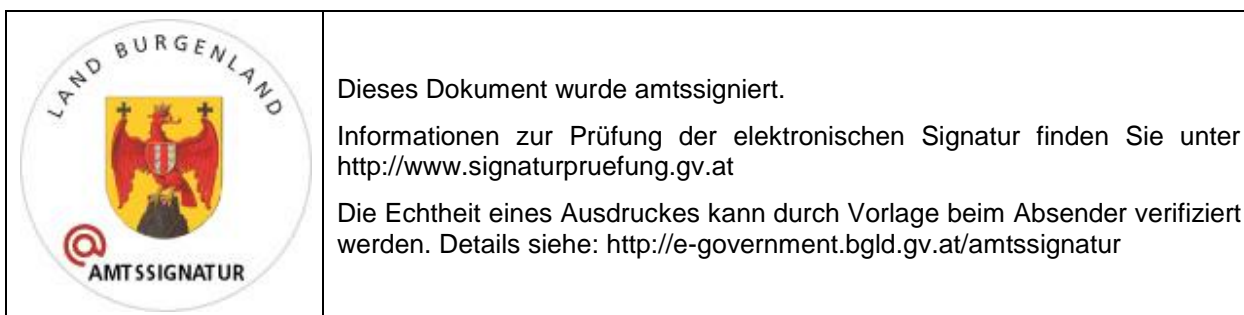 LAND BURGENLAND
@
AMTSSIGNATUR
Dieses Dokument wurde amtssigniert.
Informationen zur Prüfung der elektronischen Signatur finden Sie unter
http://www.signaturpruefung.gv.at
Die Echtheit eines Ausdruckes kann durch Vorlage beim Absender verifiziert
werden. Details siehe: http://e-government.bgld.gv.at/amtssignatur